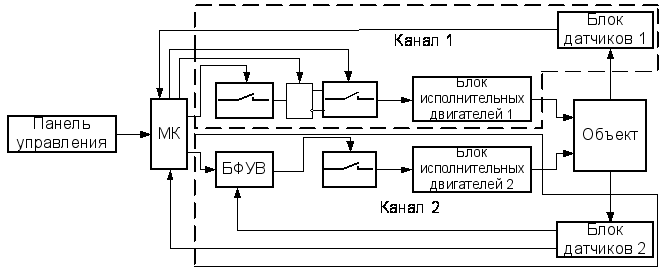 Блок
датчиков 1
Канал 1
Блок
исполнительных
двигателей 1
Панель
управления
МК
Объект
БФУВ
Блок
исполнительных
двигателей 2
Канал 2
Блок
датчиков 2